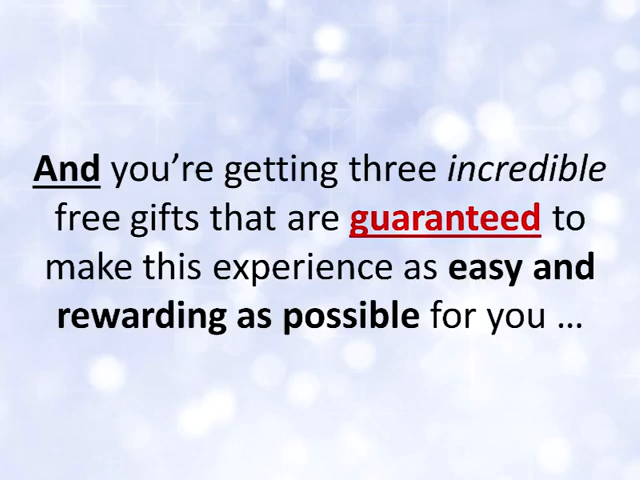 And you’re getting three incredible
free gifts that are guaranteed to
make this experience as easy and
rewarding as possible for you …